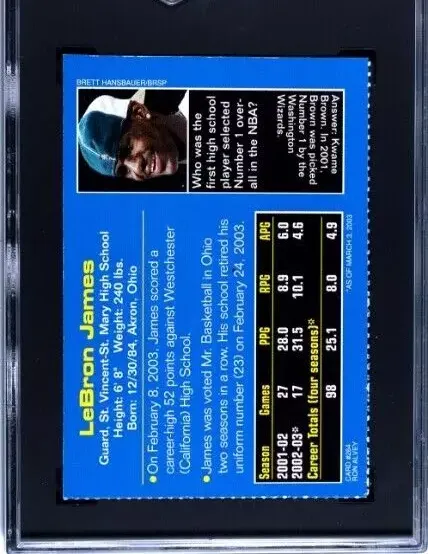 LeBron James
Guard, St. Vincent-St. Mary High School
Height: 6' 8" Weight: 240 lbs.
Born: 12/30/84, Akron, Ohio
• On February 8, 2003, James scored a
career-high 52 points against Westchester
(California) High School.
• James was voted Mr. Basketball in Ohio
two seasons in a row. His school retired his
uniform number (23) on February 24, 2003.
Season Games PPG RPG APG
2001-02 27 28.0 8.9 6.0
2002-03* 17 31.5 10.1 4.6
Career Totals (four seasons)*
98 25.1 8.0 4.9
CARD #264
RON ALVEY
*AS OF MARCH 3, 2003
BRETT HANSBAUER/BRSP
Who was the
first high school
player selected
Number 1 over-
all in the NBA?
Answer: Kwame
Brown. In 2001,
Brown was picked
Number 1 by the
Washington
Wizards.